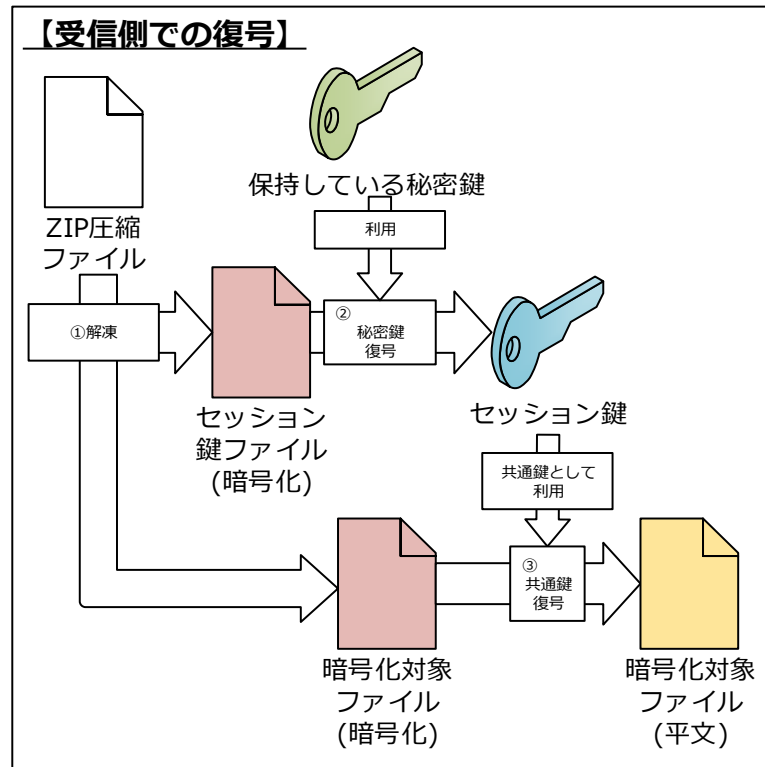 【受信側での復号】
保持している秘密鍵
ZIP圧縮
ファイル
利用
①解凍
②
秘密鍵
復号
セッション
鍵ファイル
(暗号化)
セッション鍵
共通鍵として
利用
③
共通鍵
復号
暗号化対象
ファイル
(暗号化)
暗号化対象
ファイル
(平文)